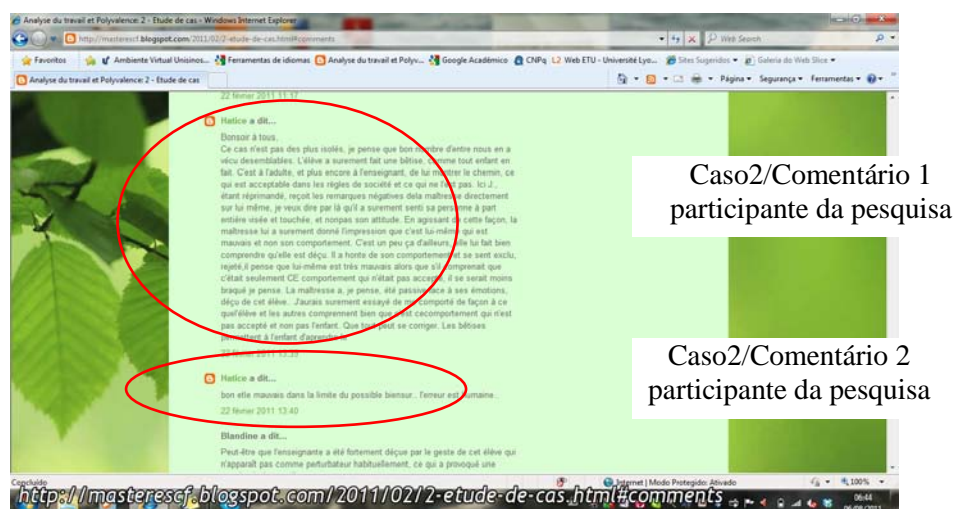 Analyse du travail et Polyvalence: 2 - Etude de cas - Windows Internet Explorer
http://masterescf.blogspot.com/2011/02/2-etude-de-cas.html#comments
Web Search
Favoritos Ambiente Virtual Unisinos... Ferramentas de idiomas Analyse du travail et Polyv... Google Acadêmico CNPq Web ETU - Université Lyo... Sites Sugeridos Galeria do Web Slice
Analyse du travail et Polyvalence: 2 - Etude de cas
Página Segurança Ferramentas
22 février 2011 11:17
Hatice a dit...
Bonsoir à tous,
Ce cas n'est pas des plus isolés, je pense que bon nombre d'entre nous en a
vécu desemblables. L'élève a surement fait une bêtise, comme tout enfant en
fait. C'est à l'adulte, et plus encore à l'enseignant, de lui montrer le chemin, ce
qui est acceptable dans les règles de société et ce qui ne l'est pas. Ici J.,
étant réprimandé, reçoit les remarques négatives dela maîtresse directement
sur lui même, je veux dire par là qu'il a surement senti sa personne à part
entière visée et touchée, et nonpas son attitude. En agissant de cette façon, la
maîtresse lui a surement donné l'impression que c'est lui-même qui est
mauvais et non son comportement. C'est un peu ça d'ailleurs, elle lui fait bien
comprendre qu'elle est déçu. Il a honte de son comportement et se sent exclu,
rejeté,il pense que lui-même est très mauvais alors que s'il comprenait que
c'était seulement CE comportement qui n'était pas accepté, il se serait moins
braqué je pense. La maîtresse a, je pense, été passive face à ses émotions,
déçu de cet élève.. J'aurais surement essayé de me comporté de façon à ce
quel'élève et les autres comprennent bien que c'est cecomportement qui n'est
pas accepté et non pas l'enfant. Que tout peut se corriger. Les bêtises
permettent à l'enfant d'apprendre
22 février 2011 13:39
Hatice a dit...
bon elle mauvais dans la limite du possible biensur.. l'erreur est humaine..
22 février 2011 13:40
Blandine a dit...
Peut-être que l'enseignante a été fortement déçue par le geste de cet élève qui
n'apparaît pas comme perturbateur habituellement, ce qui a provoqué une
Caso2/Comentário 1
participante da pesquisa
Caso2/Comentário 2
participante da pesquisa
Concluído
Internet | Modo Protegido: Ativado
100%
http://masterescf.blogspot.com/2011/02/2-etude-de-cas.html#comments
06:44
06/08/2011